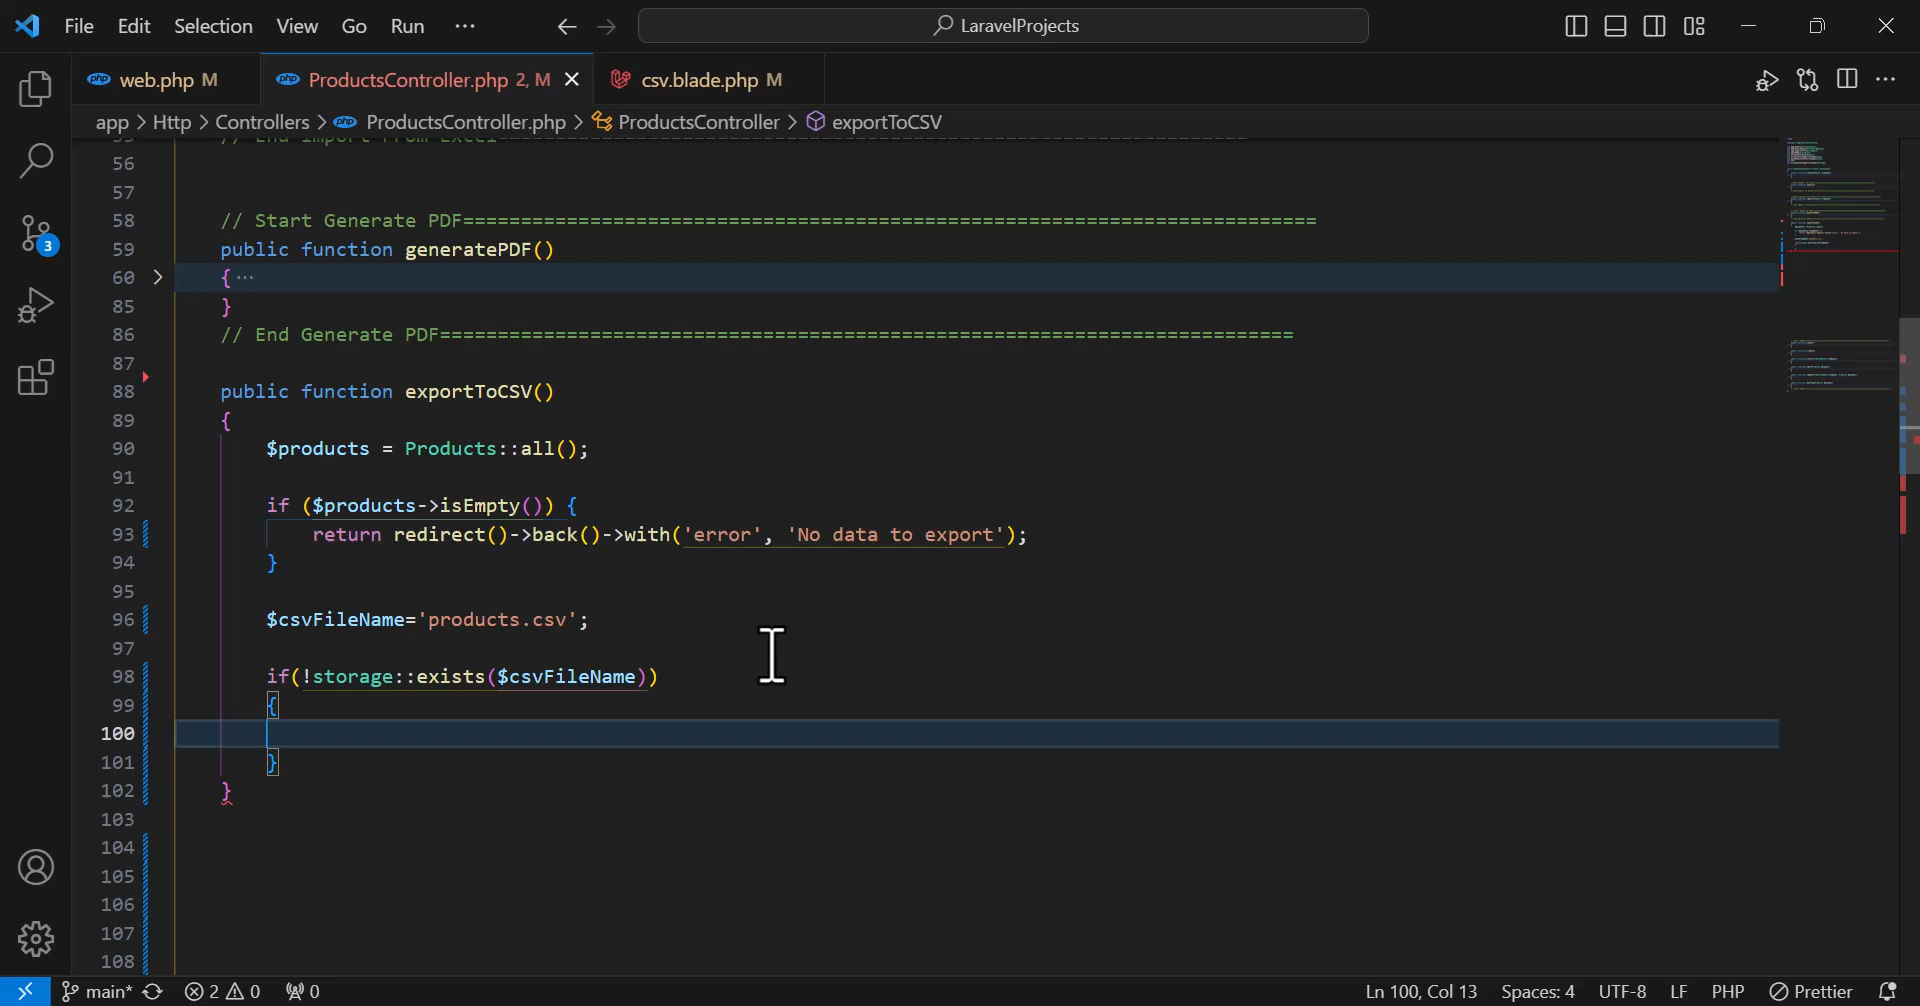 File Edit Selection View Go Run ··· LaravelProjects
web.php M ProductsController.php 2, M csv.blade.php M
app > Http > Controllers > ProductsController.php > ProductsController > exportToCSV
// End Import From Excel
56
57
58 // Start Generate PDF==========================================================================
59 public function generatePDF()
60 { ···
85 }
86 // End Generate PDF==========================================================================
87
88 public function exportToCSV()
89 {
90 $products = Products::all();
91
92 if ($products->isEmpty()) {
93 return redirect()->back()->with('error', 'No data to export');
94 }
95
96 $csvFileName='products.csv';
97
98 if(!storage::exists($csvFileName))
99 {
100
101 }
102 }
103
104
105
106
107
108
3
main* 2 0 0 Ln 100, Col 13 Spaces: 4 UTF-8 LF PHP Prettier